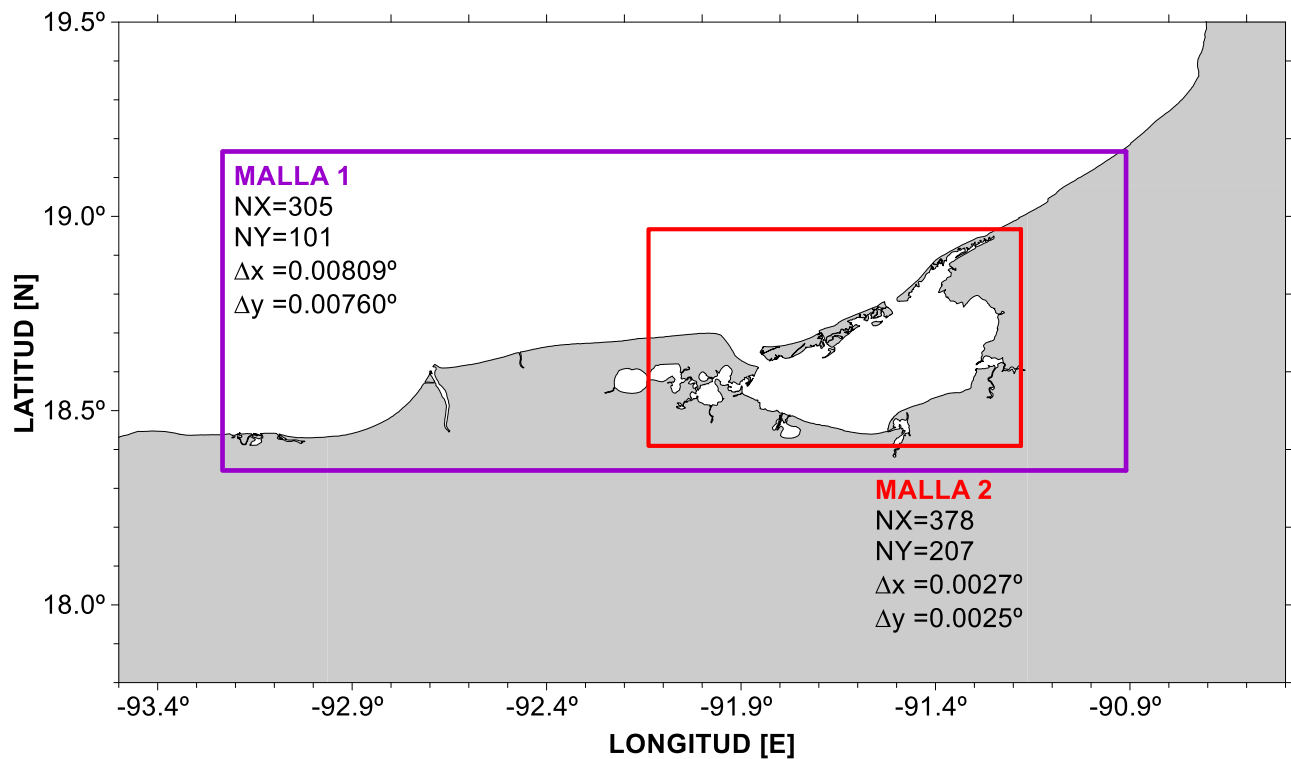 19.5º
19.0º
18.5º
18.0º
LATITUD [N]
MALLA 1
NX=305
NY=101
Δx =0.00809º
Δy =0.00760º
MALLA 2
NX=378
NY=207
Δx =0.0027º
Δy =0.0025º
-93.4º -92.9º -92.4º -91.9º -91.4º -90.9º
LONGITUD [E]